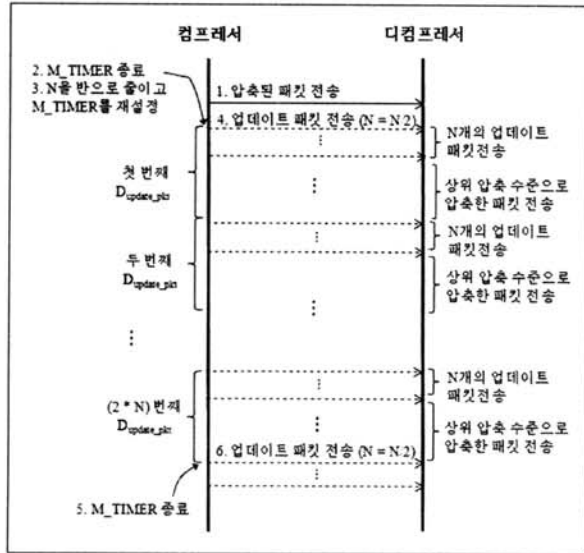 컴프레서
디컴프레서
2. M_TIMER 종료
3. N을 반으로 줄이고
M_TIMER를 재설정
1. 압축된 패킷 전송
4. 업데이트 패킷 전송 (N = N/2)
N개의 업데이트
패킷전송
첫 번째
D_update_pkt
상위 압축 수준으로
압축한 패킷 전송
N개의 업데이트
패킷전송
두 번째
D_update_pkt
상위 압축 수준으로
압축한 패킷 전송
N개의 업데이트
패킷전송
(2 * N) 번째
D_update_pkt
상위 압축 수준으로
압축한 패킷 전송
6. 업데이트 패킷 전송 (N = N/2)
5. M_TIMER 종료